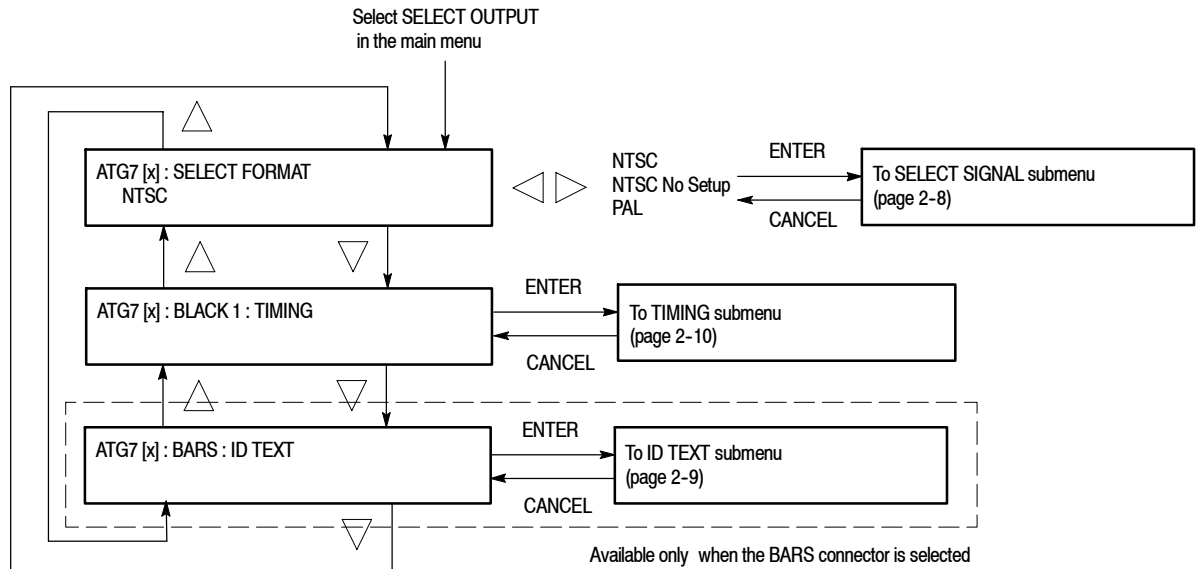 Select SELECT OUTPUT
in the main menu
ATG7 [x] : SELECT FORMAT
NTSC
NTSC
NTSC No Setup
PAL
ENTER
CANCEL
To SELECT SIGNAL submenu
(page 2-8)
ATG7 [x] : BLACK 1 : TIMING
ENTER
CANCEL
To TIMING submenu
(page 2-10)
ATG7 [x] : BARS : ID TEXT
ENTER
CANCEL
To ID TEXT submenu
(page 2-9)
Available only when the BARS connector is selected